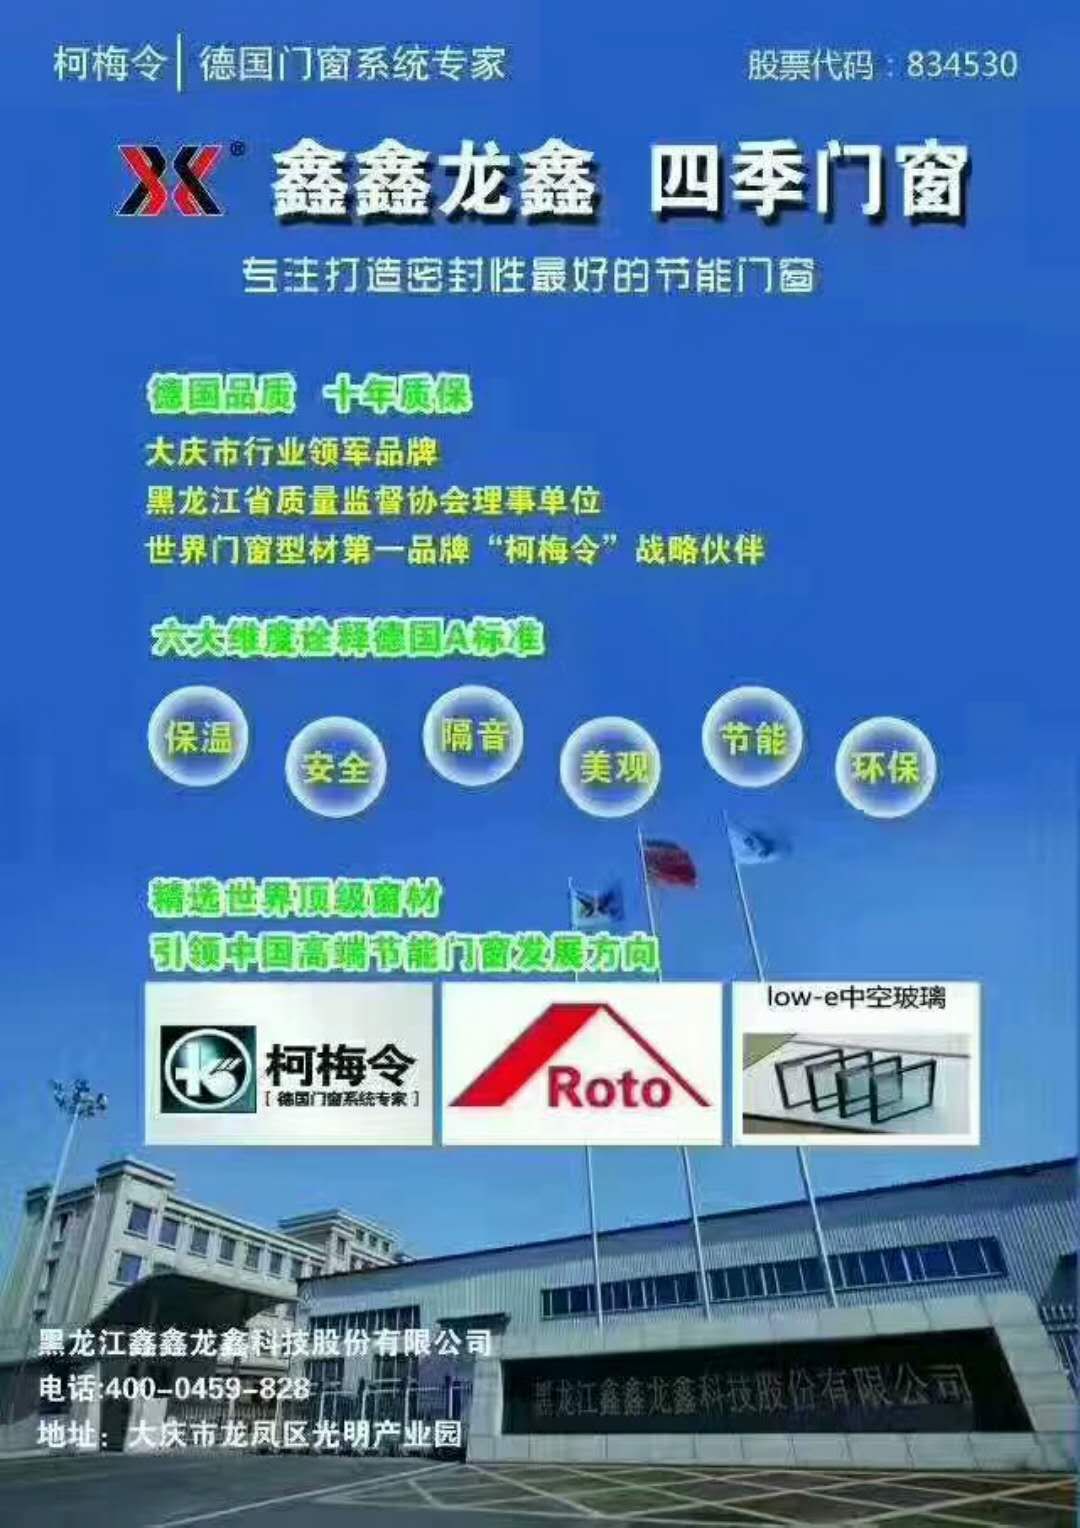 柯梅令 | 德国门窗系统专家
股票代码：834530
® 鑫鑫龙鑫 四季门窗
专注打造密封性最好的节能门窗
德国品质 十年质保
大庆市行业领军品牌
黑龙江省质量监督协会理事单位
世界门窗型材第一品牌“柯梅令”战略伙伴
六大维度诠释德国A标准
保温
安全
隔音
美观
节能
环保
精选世界顶级窗材
引领中国高端节能门窗发展方向
柯梅令
[ 德国门窗系统专家 ]
Roto
low-e中空玻璃
黑龙江鑫鑫龙鑫科技股份有限公司
电话:400-0459-828
地址：大庆市龙凤区光明产业园
黑龙江鑫鑫龙鑫科技股份有限公司